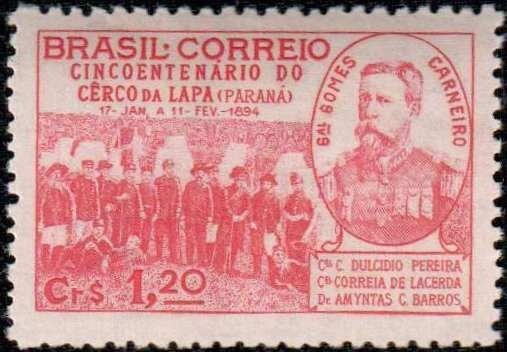 BRASIL·CORREIO
CINCOENTENÁRIO DO
CÊRCO DA LAPA (PARANÁ)
17 - JAN. A 11 - FEV. - 1894
GAL GOMES CARNEIRO
Cr$ 1,20
CEL C. DULCIDIO PEREIRA
CEL CORREIA DE LACERDA
DR. AMYNTAS C. BARROS